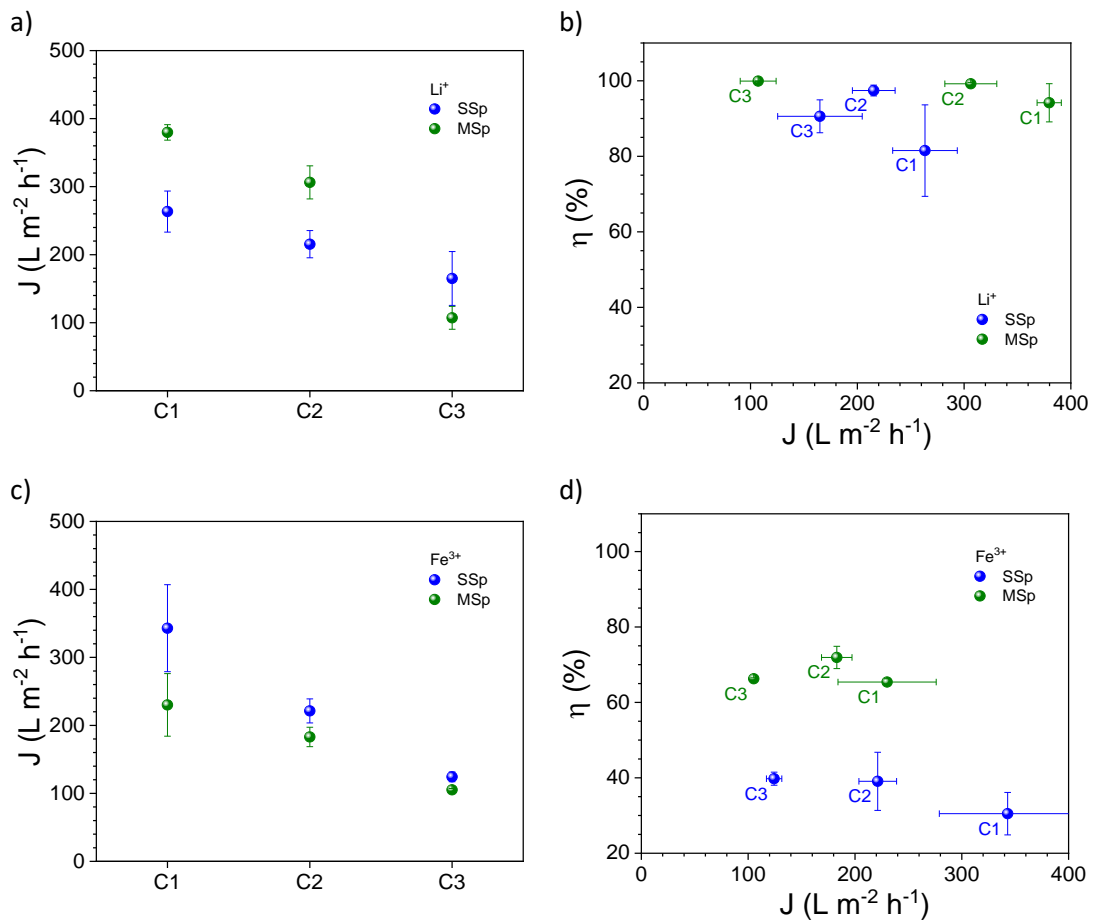 a)
500
400
300
200
100
0
J (L m⁻² h⁻¹)
Li⁺
SSp
MSp
C1
C2
C3
b)
100
80
60
40
20
η (%)
C3
C3
C2
C1
C2
C1
Li⁺
SSp
MSp
0
100
200
300
400
J (L m⁻² h⁻¹)
c)
500
400
300
200
100
0
J (L m⁻² h⁻¹)
Fe³⁺
SSp
MSp
C1
C2
C3
d)
100
80
60
40
20
η (%)
Fe³⁺
SSp
MSp
C3
C2
C1
C3
C2
C1
0
100
200
300
400
J (L m⁻² h⁻¹)